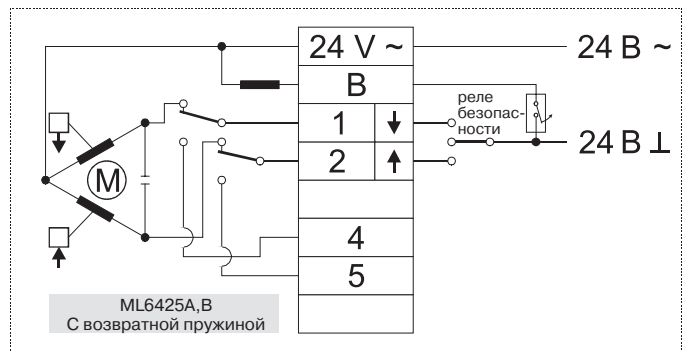 24 V ~
24 В ~
B
реле
безопас-
ности
1
24 В ⊥
2
M
4
5
ML6425A,B
С возвратной пружиной